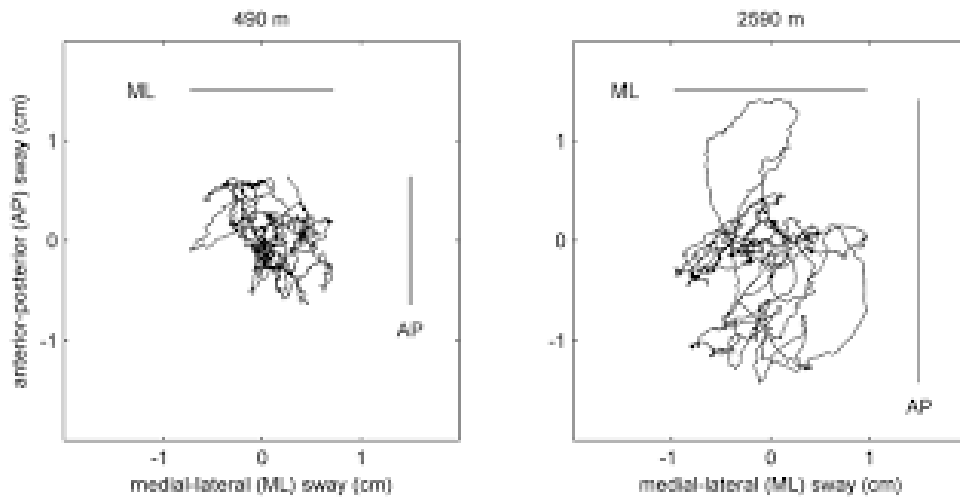 490 m
2590 m
ML
ML
1
1
0
0
-1
-1
AP
AP
anterior-posterior (AP) sway (cm)
-1 0 1
-1 0 1
medial-lateral (ML) sway (cm)
medial-lateral (ML) sway (cm)